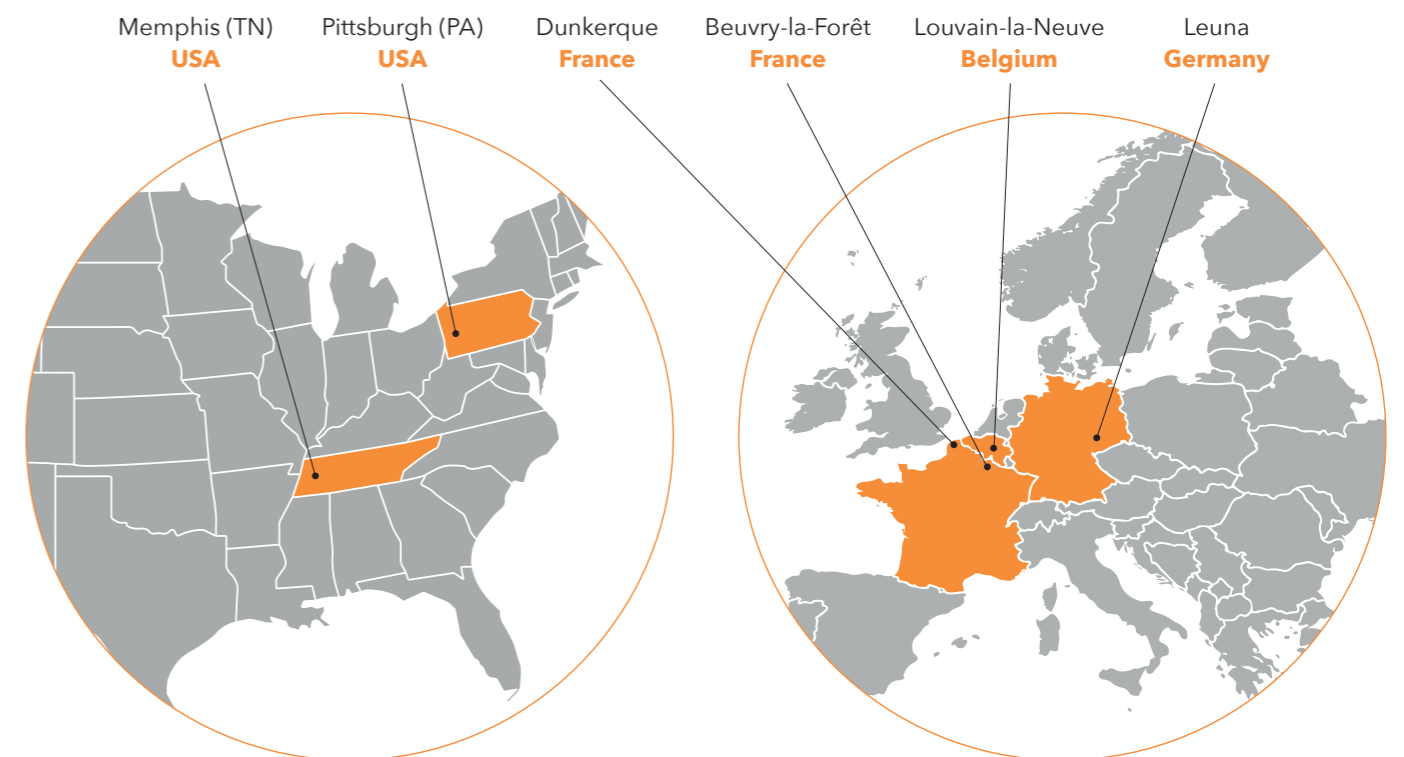 Memphis (TN)
USA
Pittsburgh (PA)
USA
Dunkerque
France
Beuvry-la-Forêt
France
Louvain-la-Neuve
Belgium
Leuna
Germany